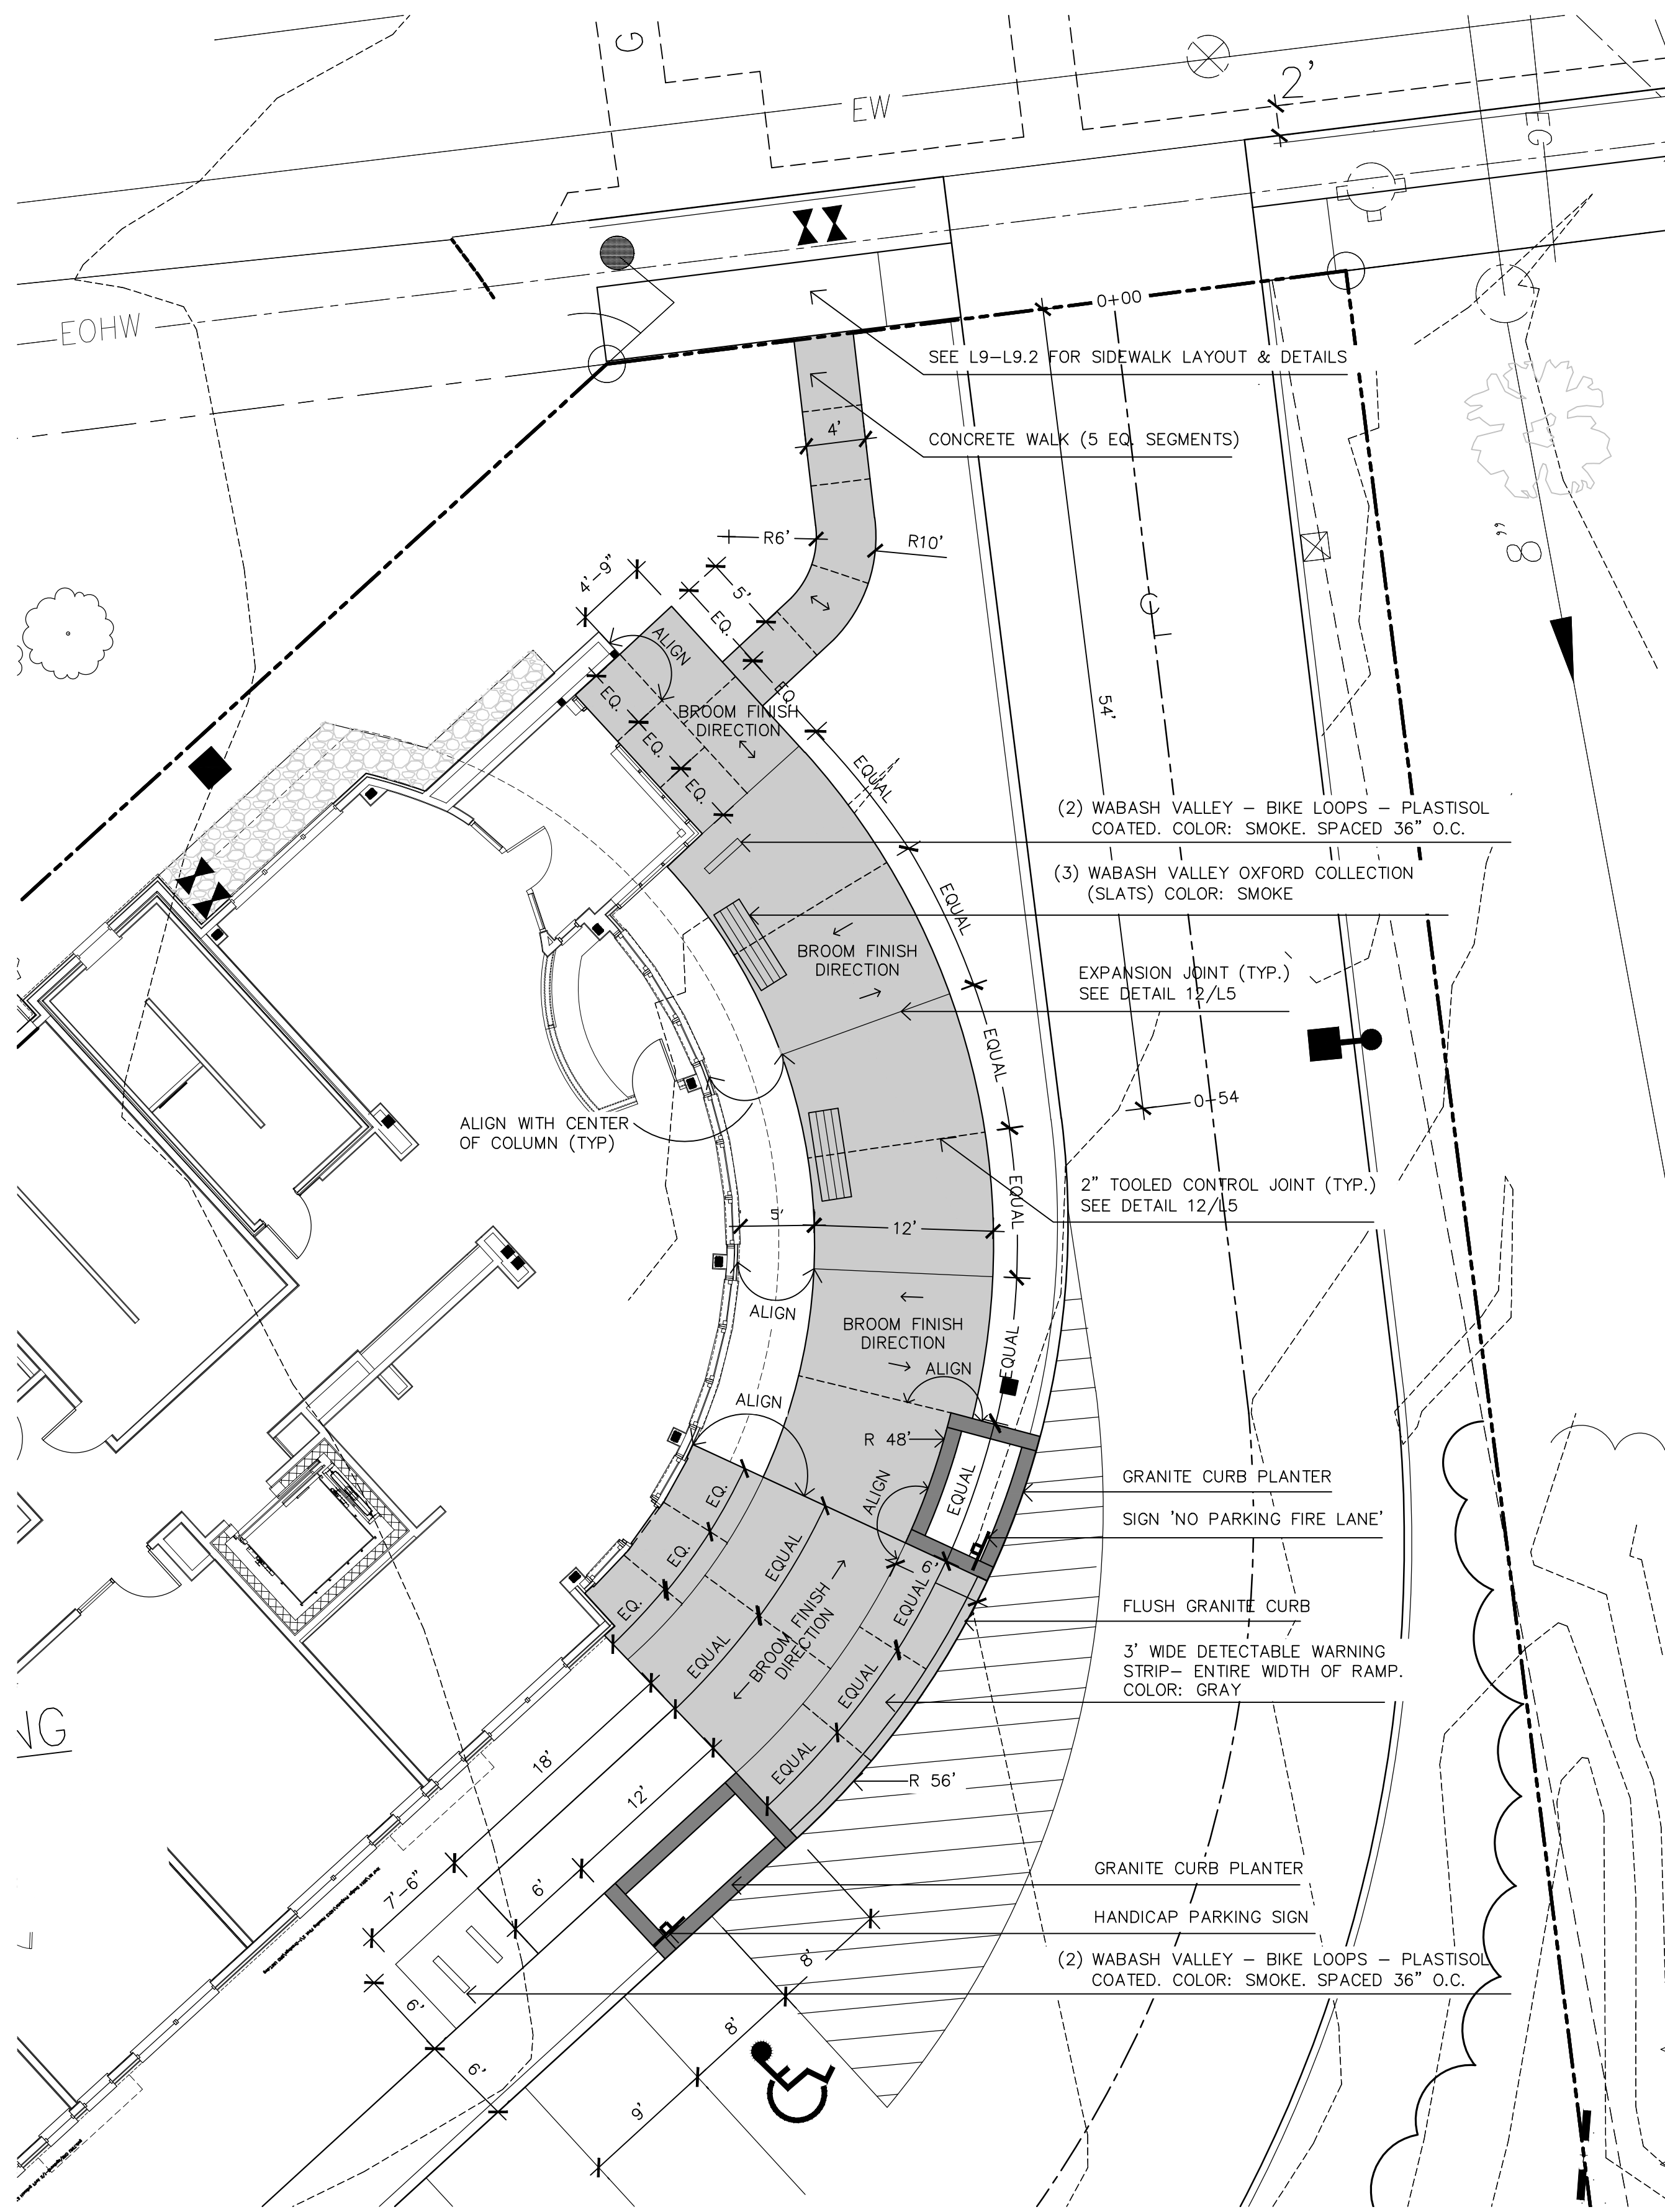 G
EW
2'
G
EOHW
0+00
SEE L9-L9.2 FOR SIDEWALK LAYOUT & DETAILS
4'
CONCRETE WALK (5 EQ. SEGMENTS)
R6'
R10'
8"
4'-9"
5'
EQ.
ALIGN
EQ.
EQ.
BROOM FINISH
DIRECTION
EQ.
EQ.
54'
EQUAL
(2) WABASH VALLEY - BIKE LOOPS - PLASTISOL
COATED. COLOR: SMOKE. SPACED 36" O.C.
(3) WABASH VALLEY OXFORD COLLECTION
(SLATS) COLOR: SMOKE
EQUAL
BROOM FINISH
DIRECTION
EXPANSION JOINT (TYP.)
SEE DETAIL 12/L5
EQUAL
0+54
ALIGN WITH CENTER
OF COLUMN (TYP)
2" TOOLED CONTROL JOINT (TYP.)
SEE DETAIL 12/L5
EQUAL
5'
12'
ALIGN
BROOM FINISH
DIRECTION
EQUAL
ALIGN
ALIGN
R 48'
GRANITE CURB PLANTER
EQUAL
ALIGN
EQ.
SIGN 'NO PARKING FIRE LANE'
EQ.
EQUAL
6'
EQ.
EQUAL
FLUSH GRANITE CURB
BROOM FINISH
DIRECTION
EQUAL
3' WIDE DETECTABLE WARNING
STRIP- ENTIRE WIDTH OF RAMP.
COLOR: GRAY
EQUAL
VG
18'
EQUAL
R 56'
12'
GRANITE CURB PLANTER
7'-6"
6'
HANDICAP PARKING SIGN
8'
(2) WABASH VALLEY - BIKE LOOPS - PLASTISOL
COATED. COLOR: SMOKE. SPACED 36" O.C.
6'
8'
6'
9'